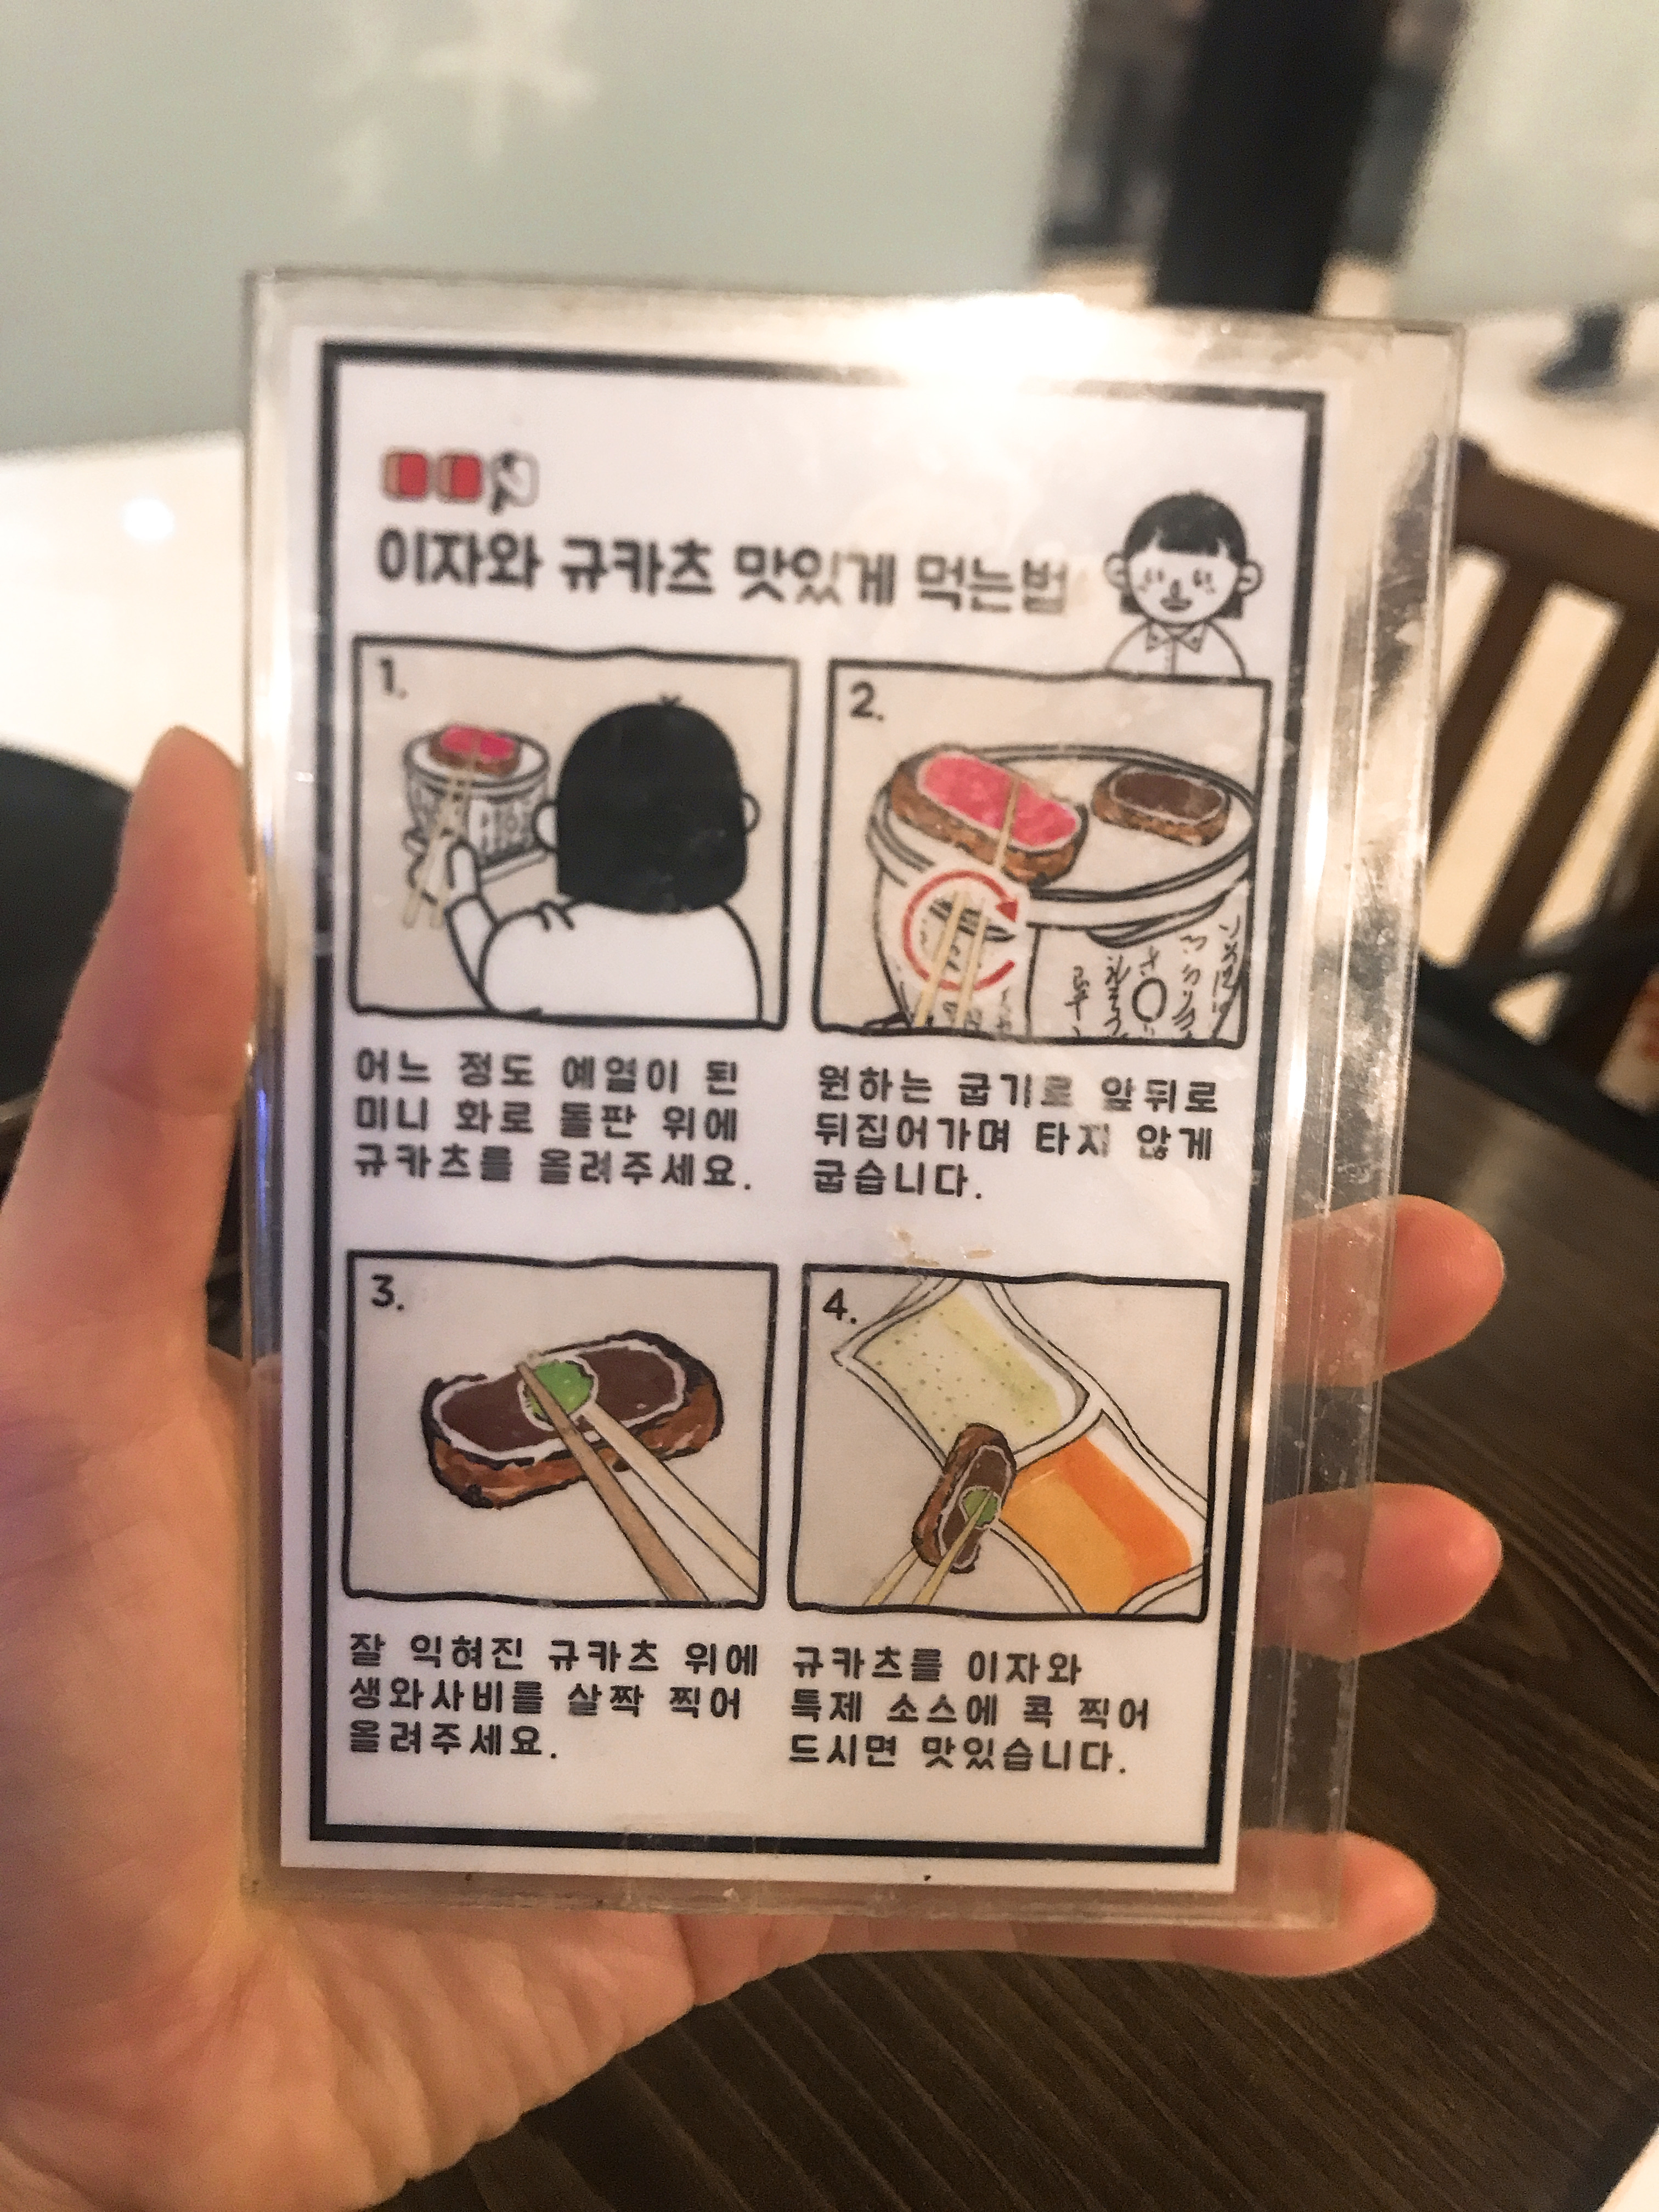 이자와 규카츠 맛있게 먹는법
1.
어느 정도 예열이 된
미니 화로 돌판 위에
규카츠를 올려주세요.
2.
원하는 굽기로 앞뒤로
뒤집어가며 타지 않게
굽습니다.
3.
잘 익혀진 규카츠 위에
생와사비를 살짝 찍어
올려주세요.
4.
규카츠를 이자와
특제 소스에 콕 찍어
드시면 맛있습니다.